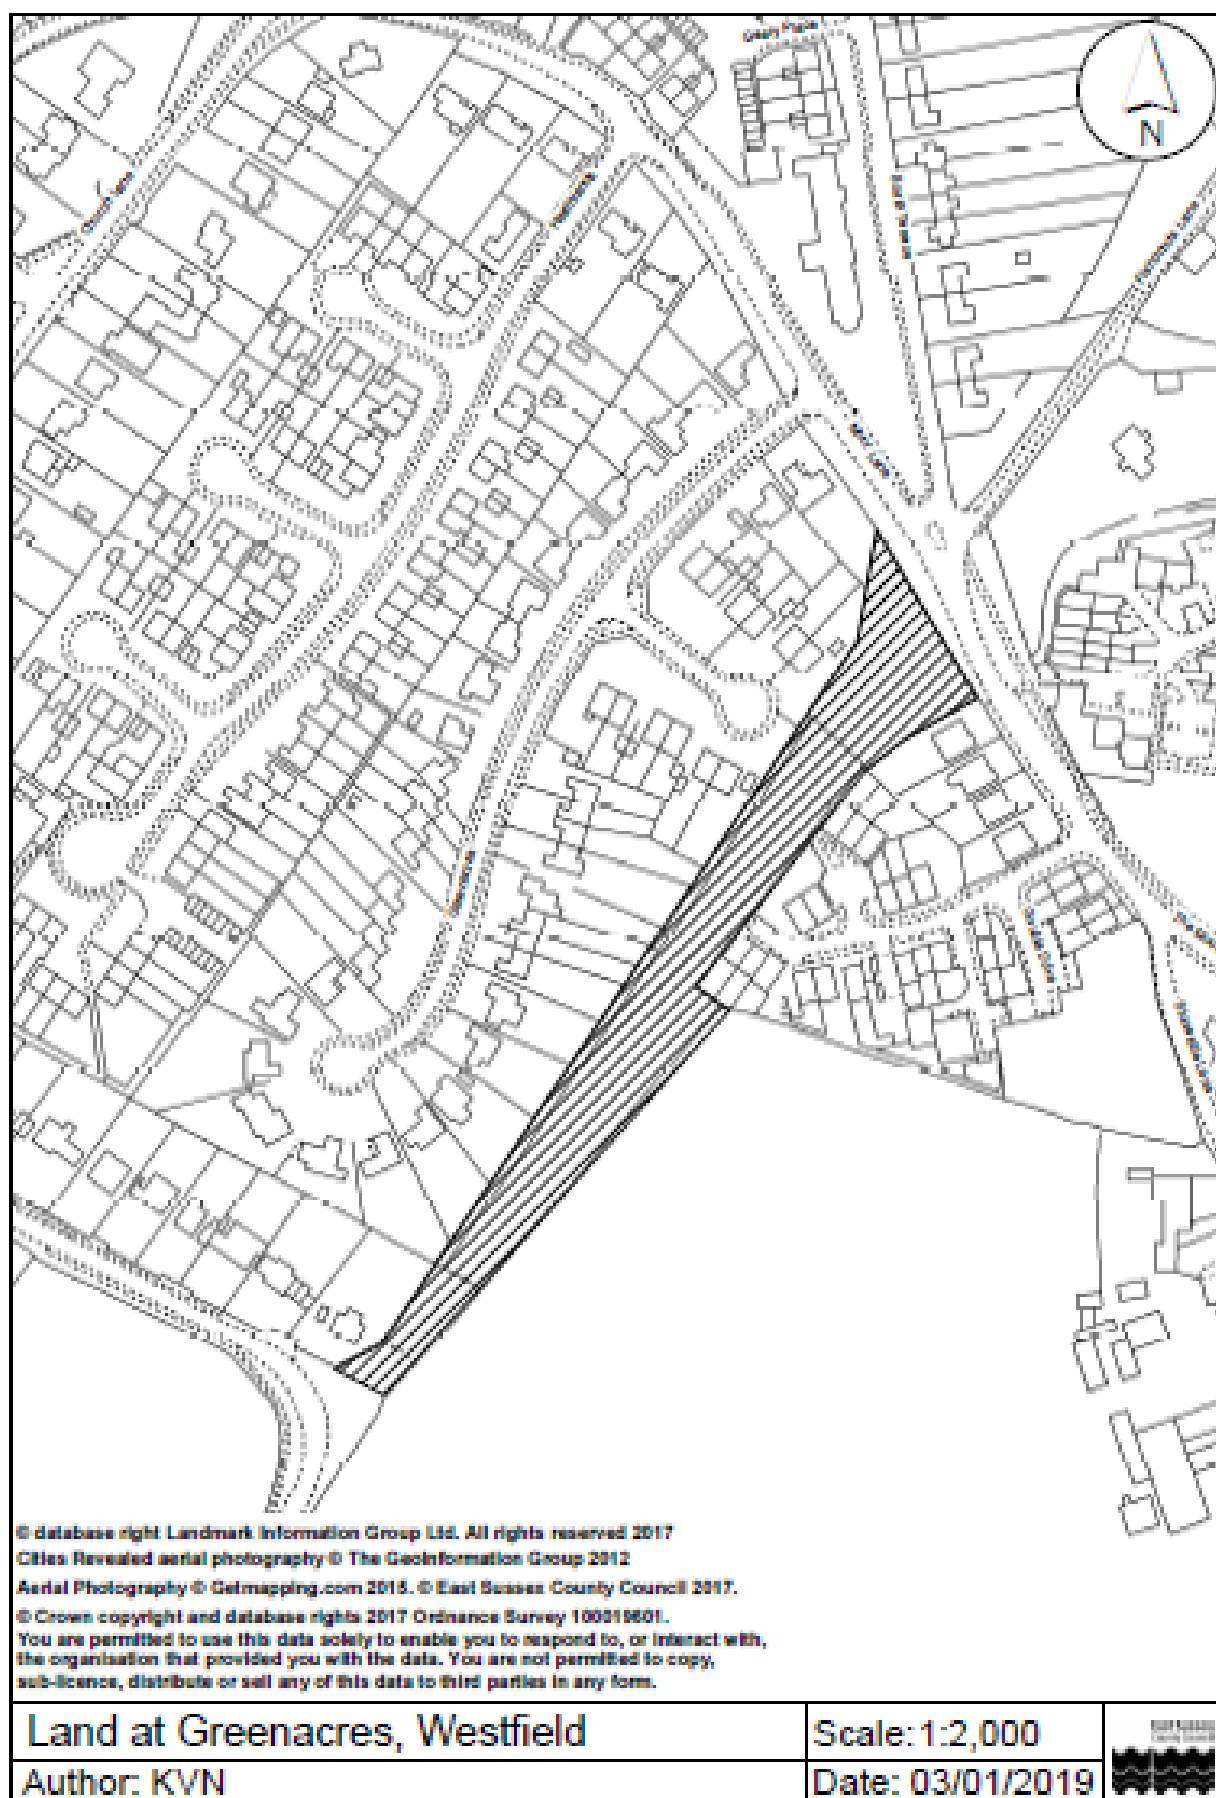 N
Church Lane
Moor Lane
© database right Landmark Information Group Ltd. All rights reserved 2017
Cities Revealed aerial photography © The GeoInformation Group 2012
Aerial Photography © Getmapping.com 2015. © East Sussex County Council 2017.
© Crown copyright and database rights 2017 Ordnance Survey 100019601.
You are permitted to use this data solely to enable you to respond to, or interact with,
the organisation that provided you with the data. You are not permitted to copy,
sub-licence, distribute or sell any of this data to third parties in any form.
Land at Greenacres, Westfield
Scale: 1:2,000
Author: KVN
Date: 03/01/2019